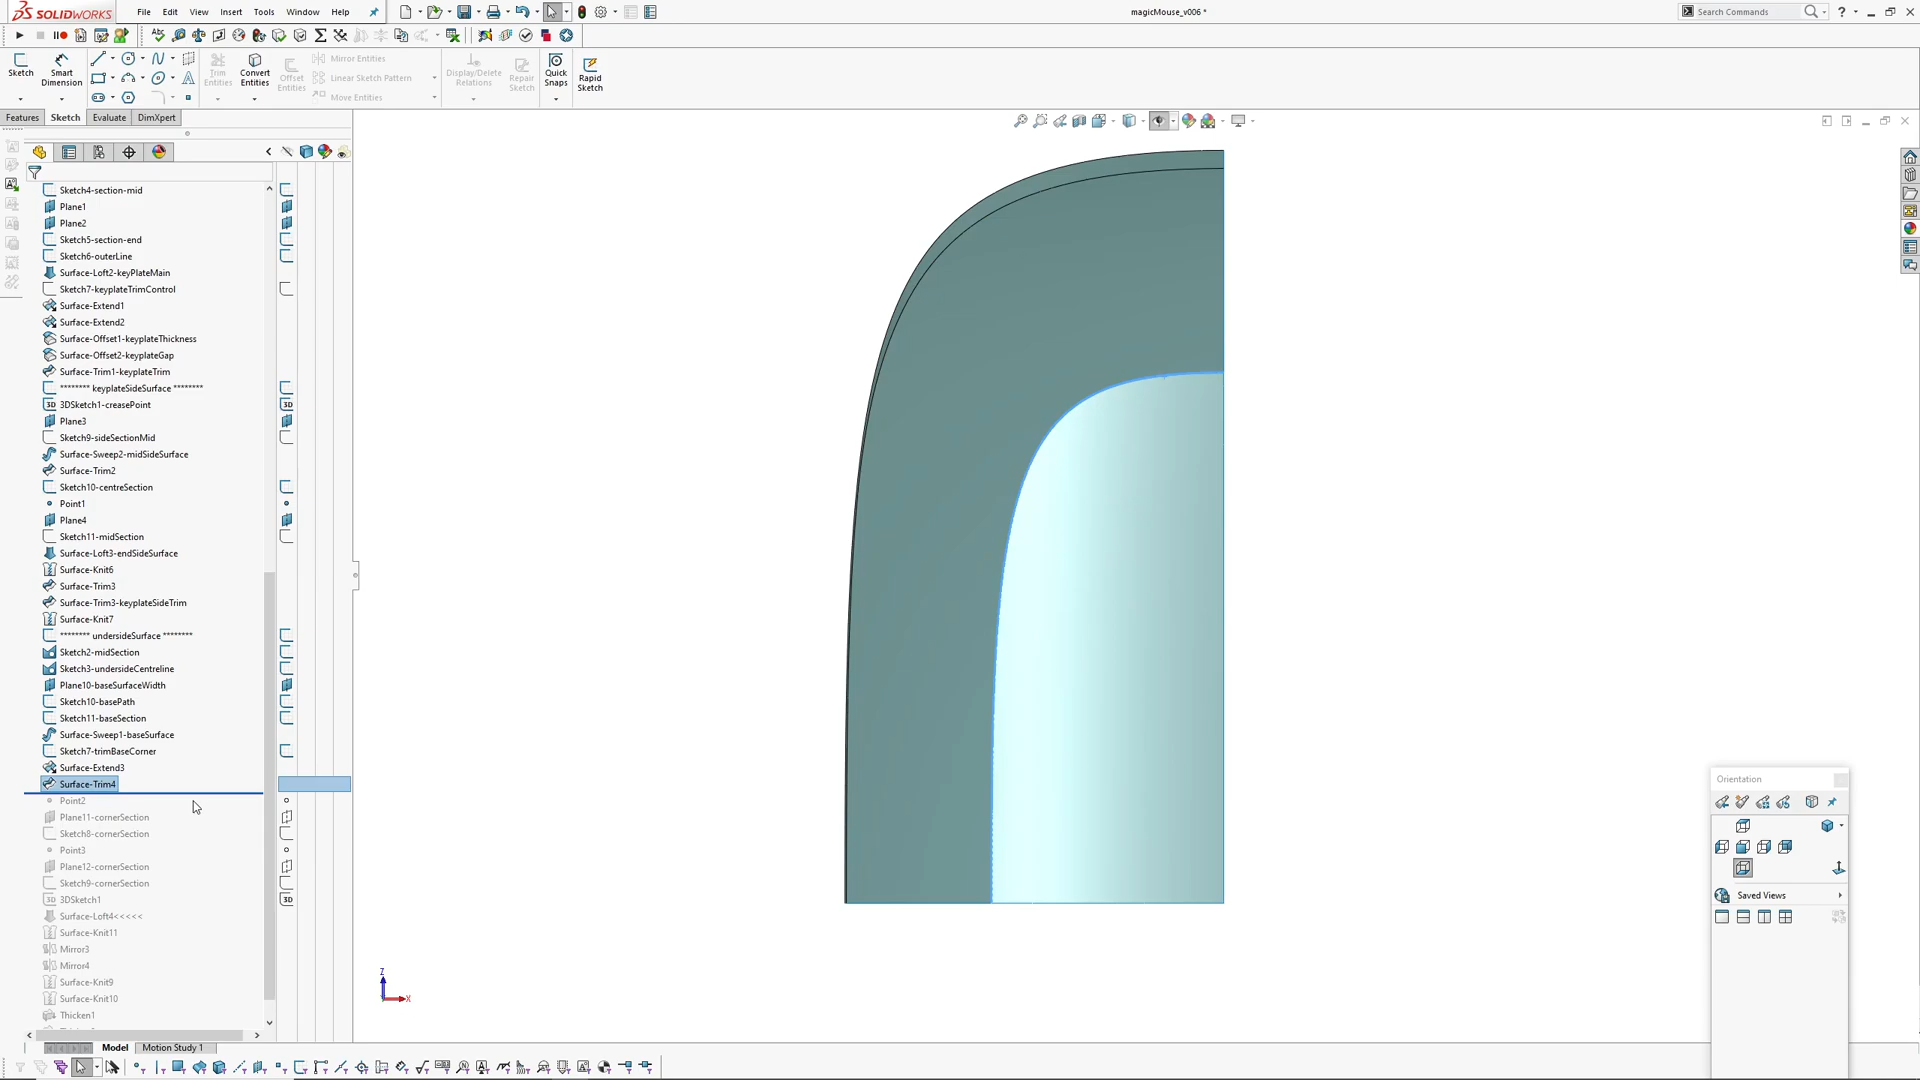 SOLIDWORKS File Edit View Insert Tools Window Help magicMouse_v006 * Search Commands
Sketch Smart Dimension Trim Entities Convert Entities Offset Entities Mirror Entities Linear Sketch Pattern Move Entities Display/Delete Relations Repair Sketch Quick Snaps Rapid Sketch
Features Sketch Evaluate DimXpert
Sketch4-section-mid
Plane1
Plane2
Sketch5-section-end
Sketch6-outerLine
Surface-Loft2-keyPlateMain
Sketch7-keyplateTrimControl
Surface-Extend1
Surface-Extend2
Surface-Offset1-keyplateThickness
Surface-Offset2-keyplateGap
Surface-Trim1-keyplateTrim
******** keyplateSideSurface ********
3D 3DSketch1-creasePoint 3D
Plane3
Sketch9-sideSectionMid
Surface-Sweep2-midSideSurface
Surface-Trim2
Sketch10-centreSection
Point1
Plane4
Sketch11-midSection
Surface-Loft3-endSideSurface
Surface-Knit6
Surface-Trim3
Surface-Trim3-keyplateSideTrim
Surface-Knit7
******** undersideSurface ********
Sketch2-midSection
Sketch3-undersideCentreline
Plane10-baseSurfaceWidth
Sketch10-basePath
Sketch11-baseSection
Surface-Sweep1-baseSurface
Sketch7-trimBaseCorner
Surface-Extend3
Surface-Trim4
Point2
Plane11-cornerSection
Sketch8-cornerSection
Point3
Plane12-cornerSection
Sketch9-cornerSection
3D 3DSketch1 3D
Surface-Loft4<<<<<
Surface-Knit11
Mirror3
Mirror4
Surface-Knit9
Surface-Knit10
Thicken1
Z
X
Orientation
Saved Views
Model Motion Study 1